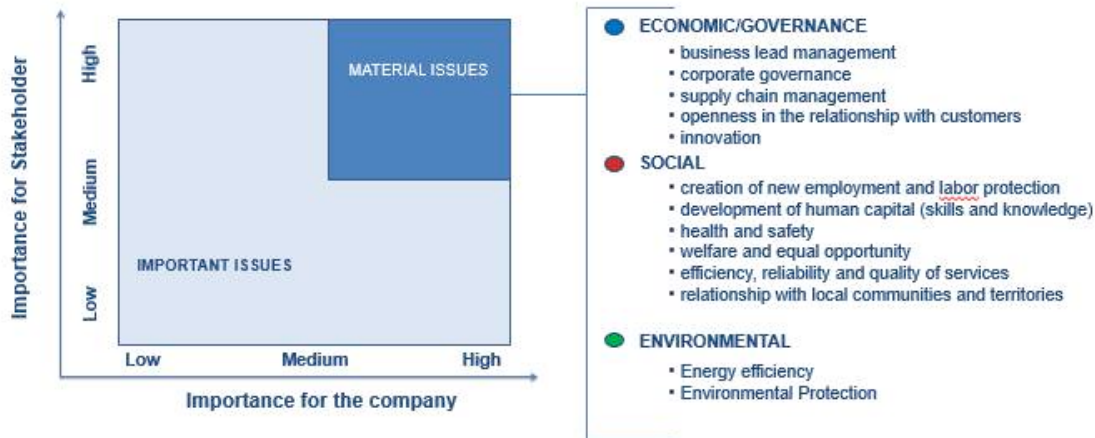 Importance for Stakeholder
High
Medium
Low
MATERIAL ISSUES
IMPORTANT ISSUES
Low Medium High
Importance for the company
ECONOMIC/GOVERNANCE
▪ business lead management
▪ corporate governance
▪ supply chain management
▪ openness in the relationship with customers
▪ innovation
SOCIAL
▪ creation of new employment and labor protection
▪ development of human capital (skills and knowledge)
▪ health and safety
▪ welfare and equal opportunity
▪ efficiency, reliability and quality of services
▪ relationship with local communities and territories
ENVIRONMENTAL
▪ Energy efficiency
▪ Environmental Protection